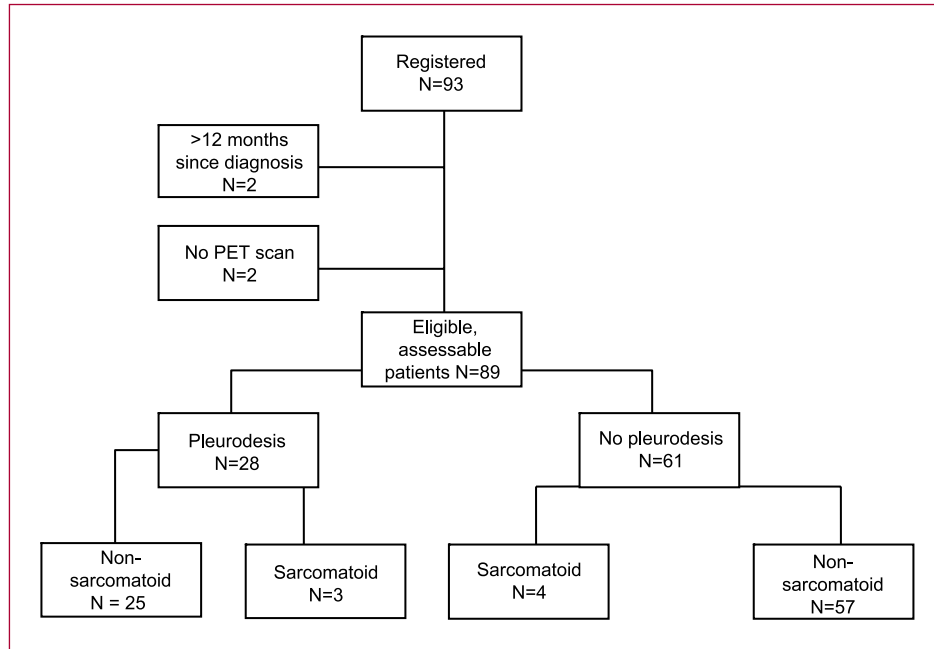 Registered
N=93
>12 months
since diagnosis
N=2
No PET scan
N=2
Eligible,
assessable
patients N=89
Pleurodesis
N=28
No pleurodesis
N=61
Non-
sarcomatoid
N = 25
Sarcomatoid
N=3
Sarcomatoid
N=4
Non-
sarcomatoid
N=57